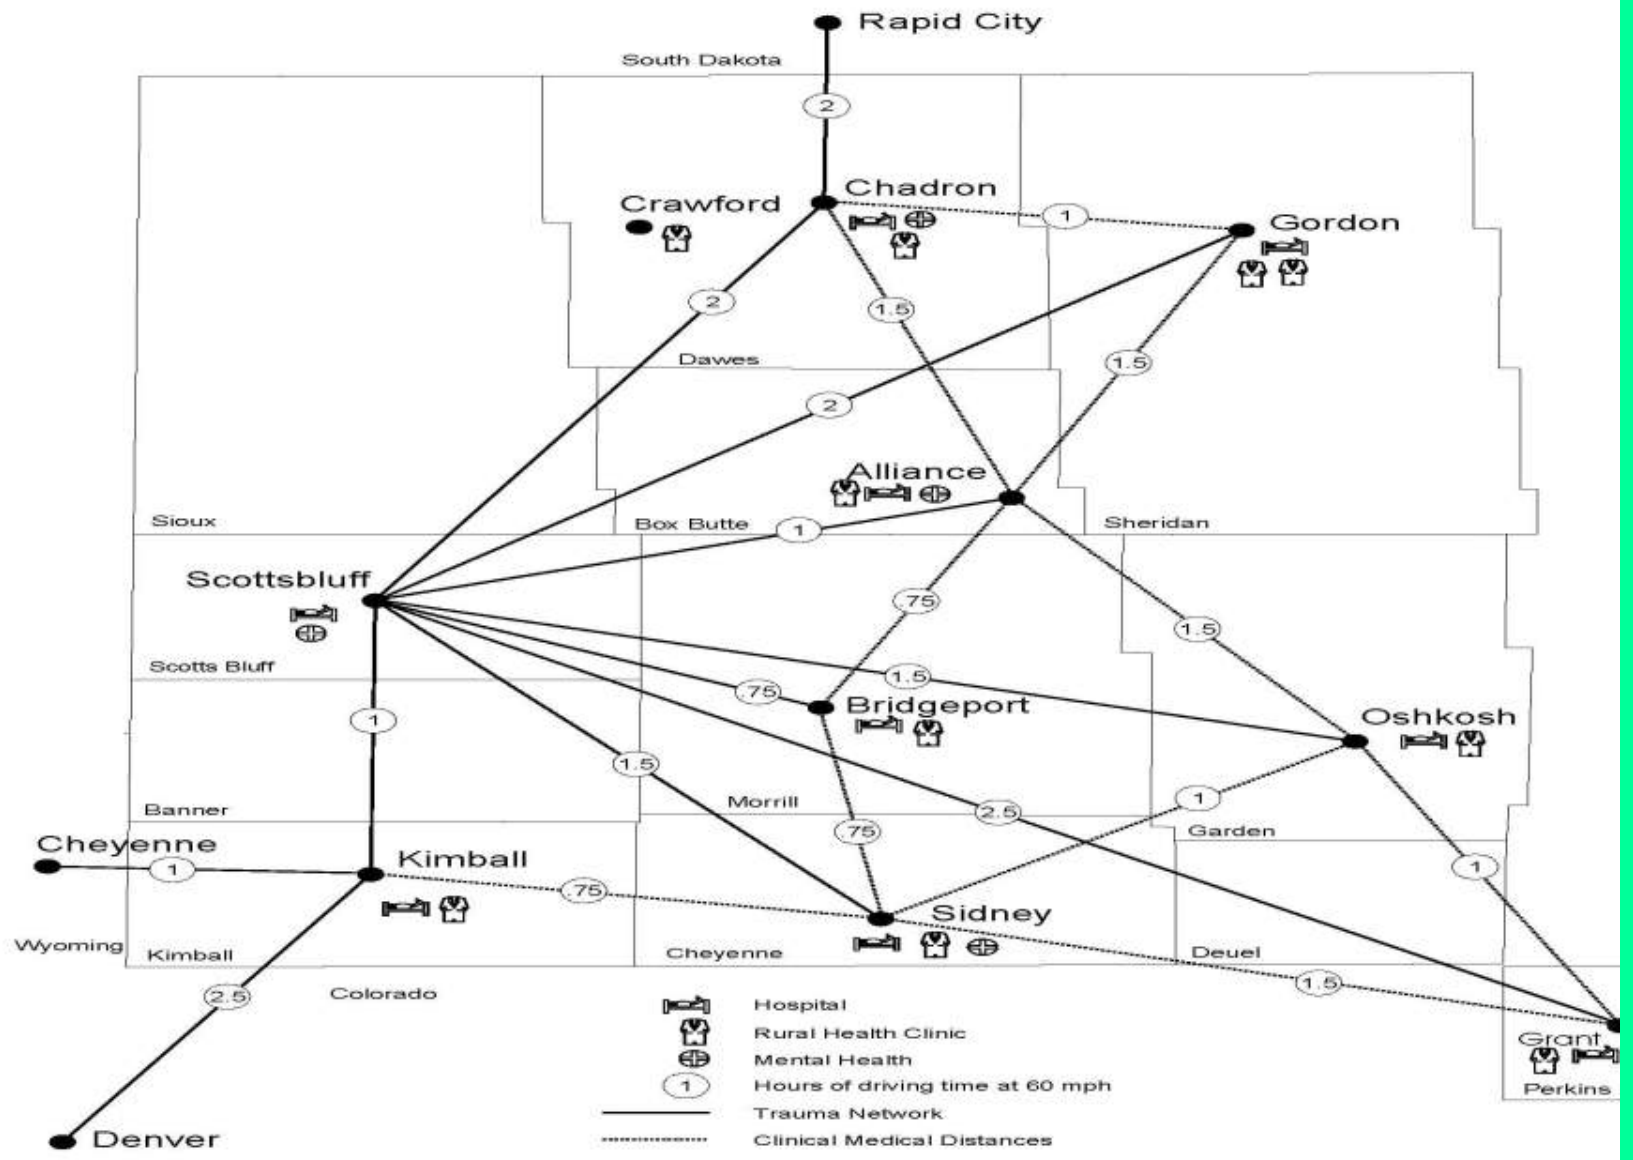 Rapid City
South Dakota
2
Chadron
Crawford
1
Gordon
2
1.5
Dawes
1.5
2
Alliance
Sioux
Box Butte
1
Sheridan
Scottsbluff
.75
1.5
Scotts Bluff
1.5
.75
Bridgeport
Oshkosh
1
1.5
Banner
Morrill
2.5
1
Garden
.75
Cheyenne
1
Kimball
.75
1
Sidney
Wyoming
Kimball
Cheyenne
Deuel
1.5
2.5
Colorado
Hospital
Grant
Rural Health Clinic
Mental Health
1 Hours of driving time at 60 mph
Perkins
Trauma Network
Denver
Clinical Medical Distances